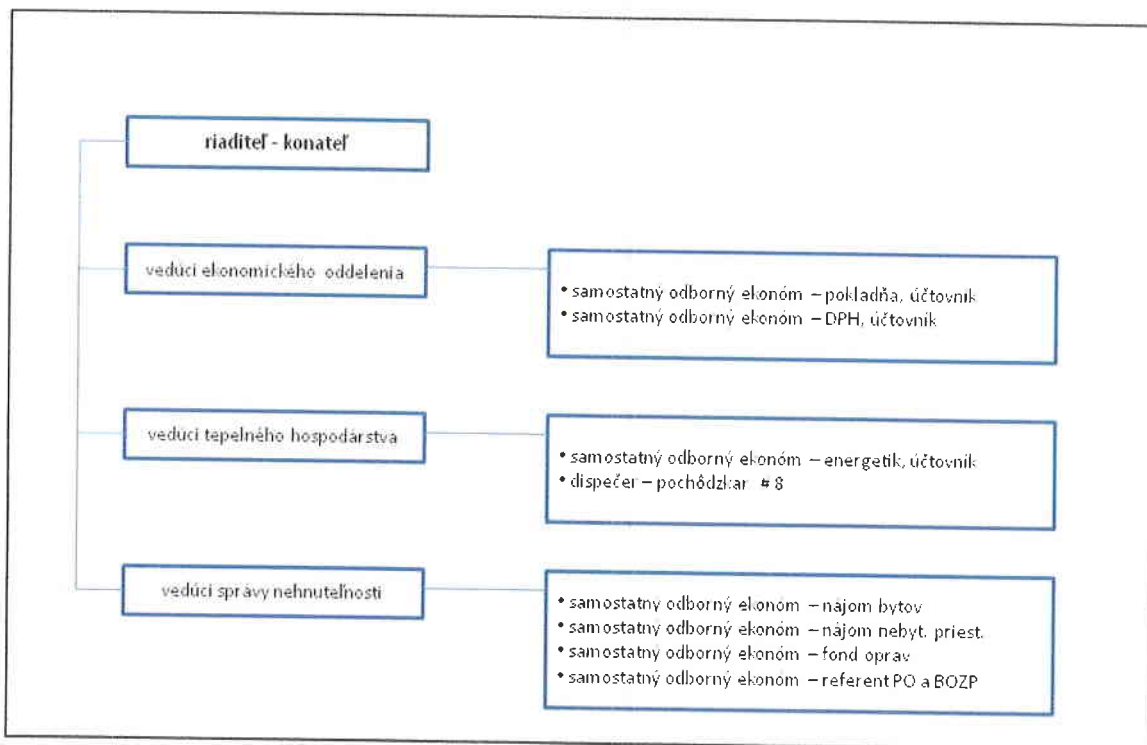 riaditeľ - konateľ
vedúci ekonomického oddelenia
• samostatný odborný ekonóm – pokladňa, účtovník
• samostatný odborný ekonóm – DPH, účtovník
vedúci tepelného hospodárstva
• samostatný odborný ekonóm – energetik, účtovník
• dispečer – pochôdzkar # 8
vedúci správy nehnuteľností
• samostatný odborný ekonóm – nájom bytov
• samostatný odborný ekonóm – nájom nebyt. priest.
• samostatný odborný ekonóm – fond oprav
• samostatný odborný ekonóm – referent PO a BOZP